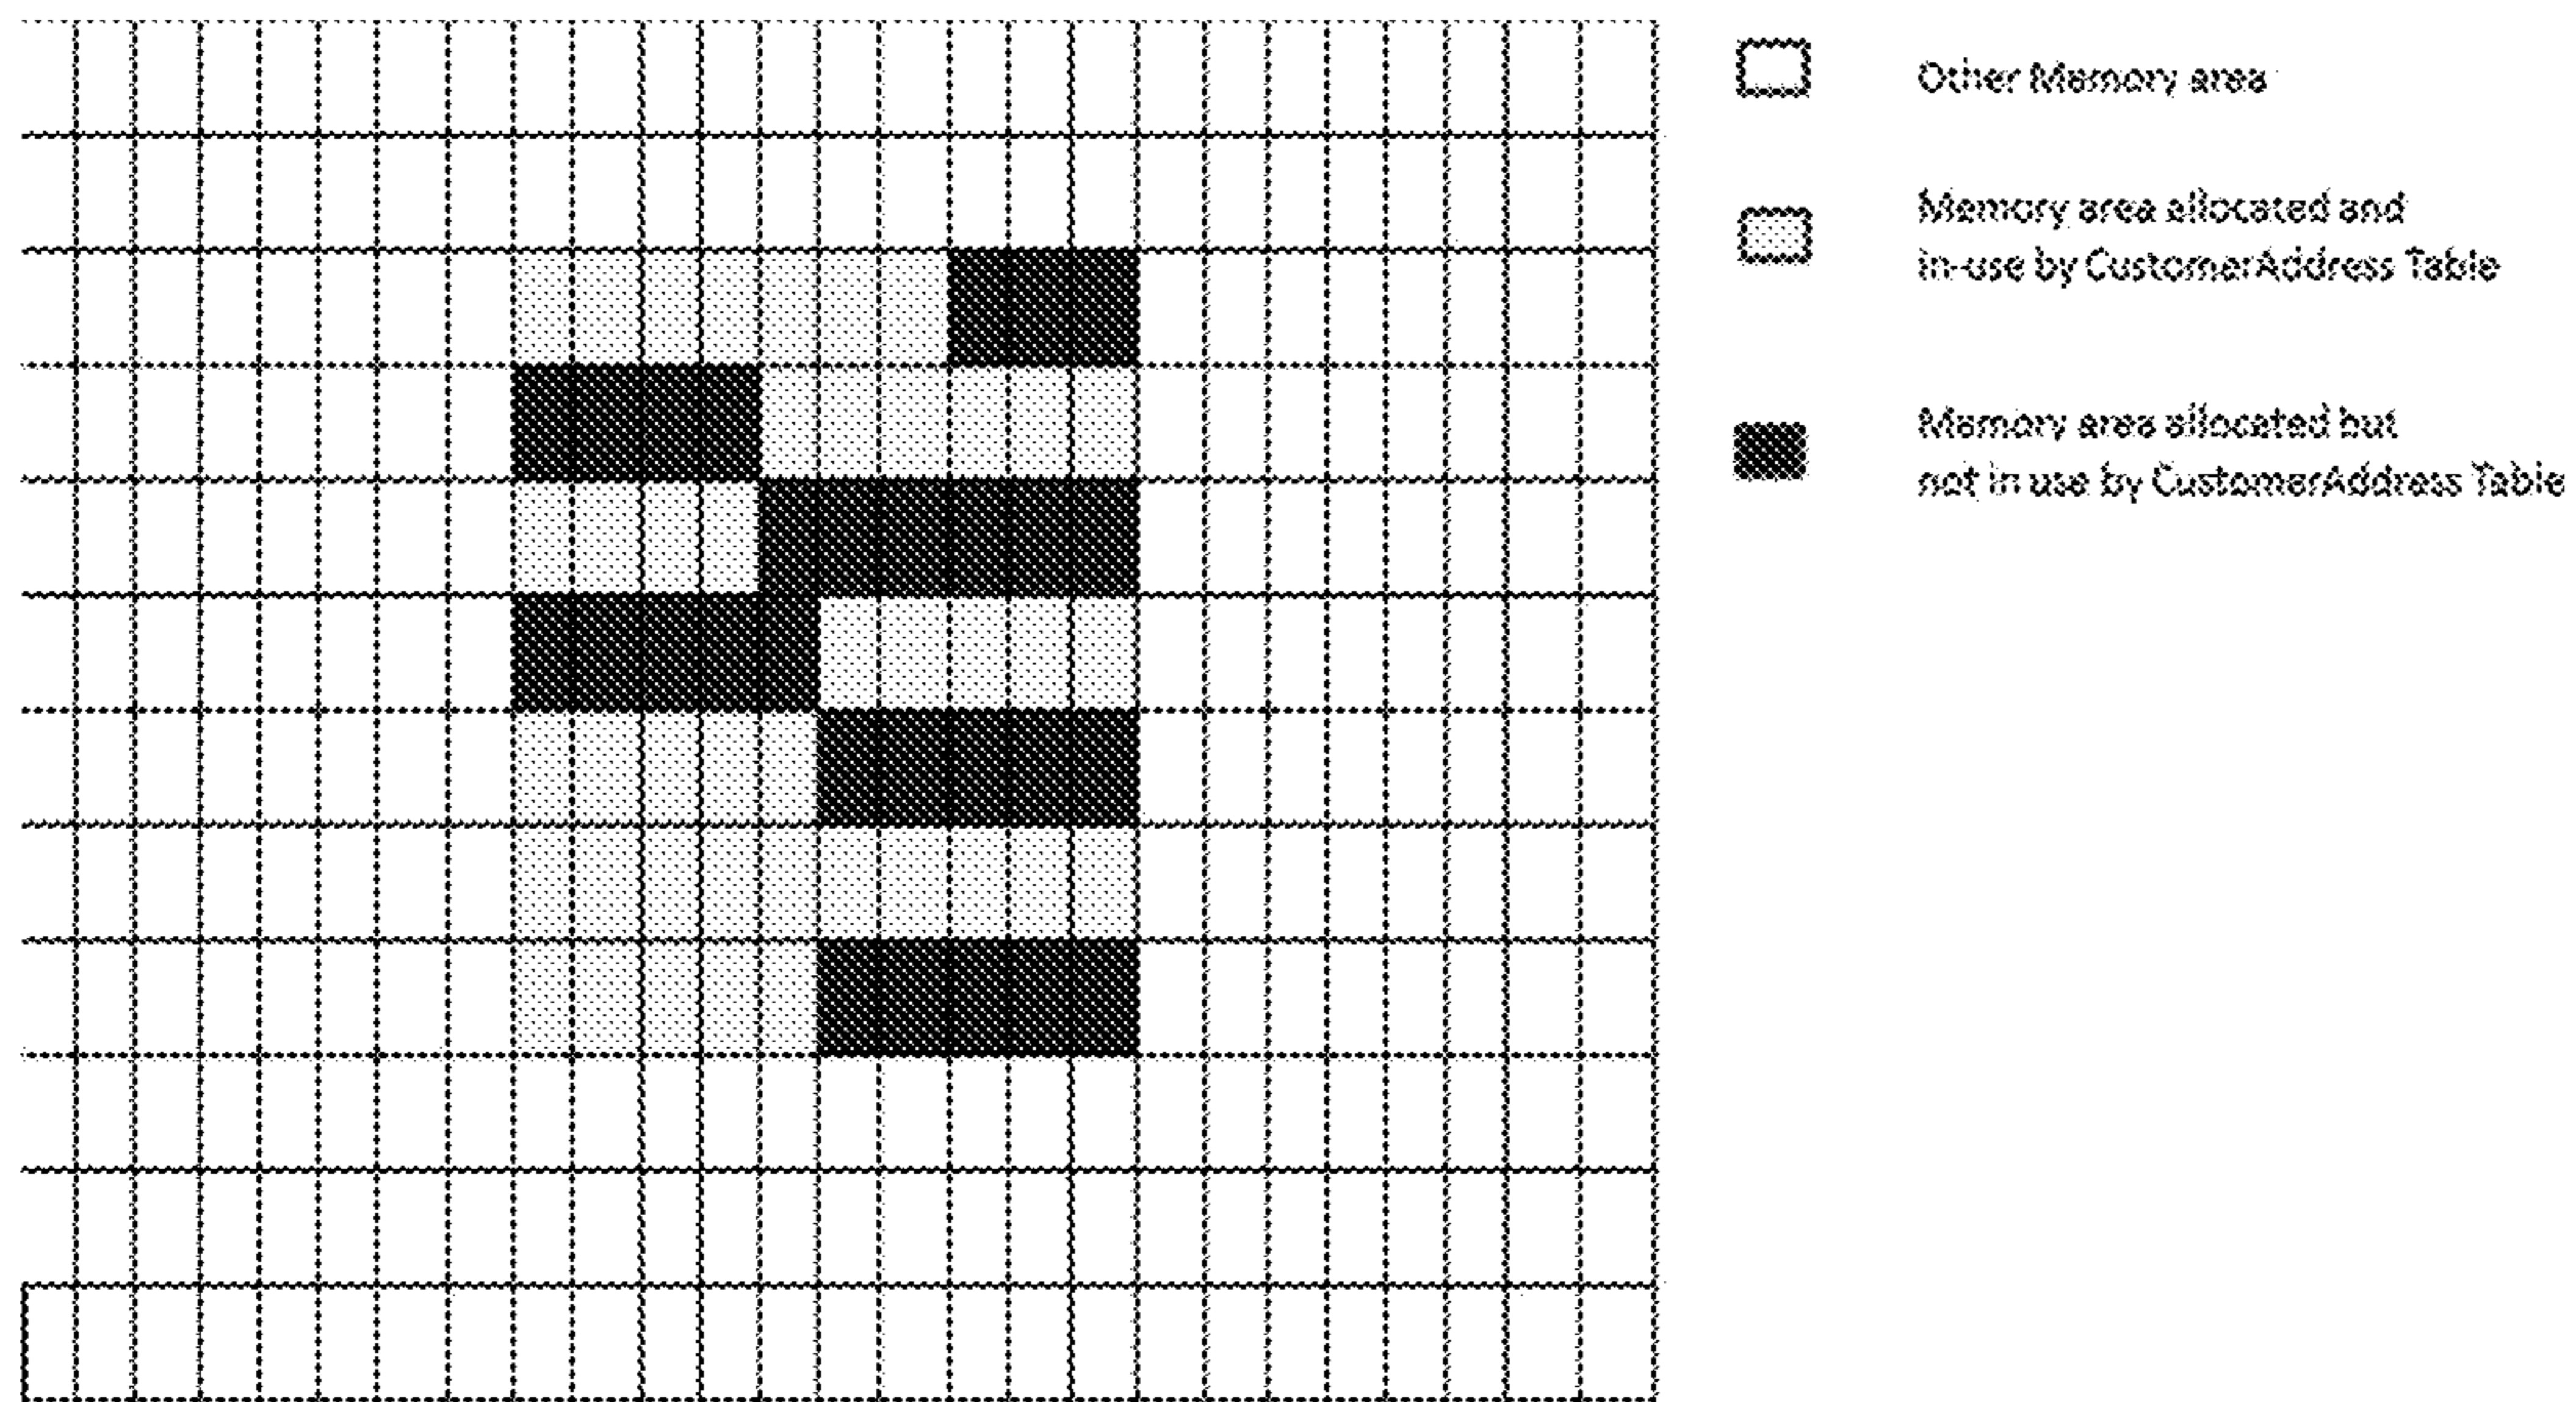 Other Memory area
Memory area allocated and
in-use by CustomerAddress Table
Memory area allocated but
not in use by CustomerAddress Table